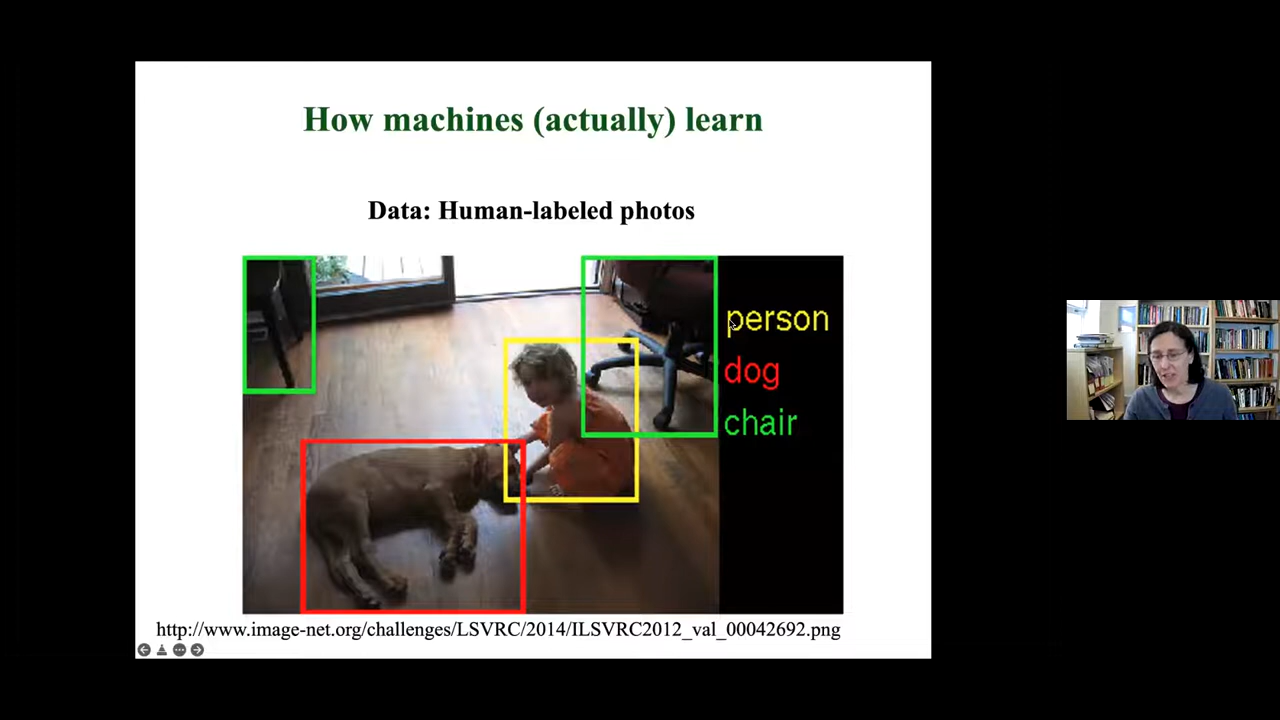 How machines (actually) learn
Data: Human-labeled photos
person
dog
chair
http://www.image-net.org/challenges/LSVRC/2014/ILSVRC2012_val_00042692.png